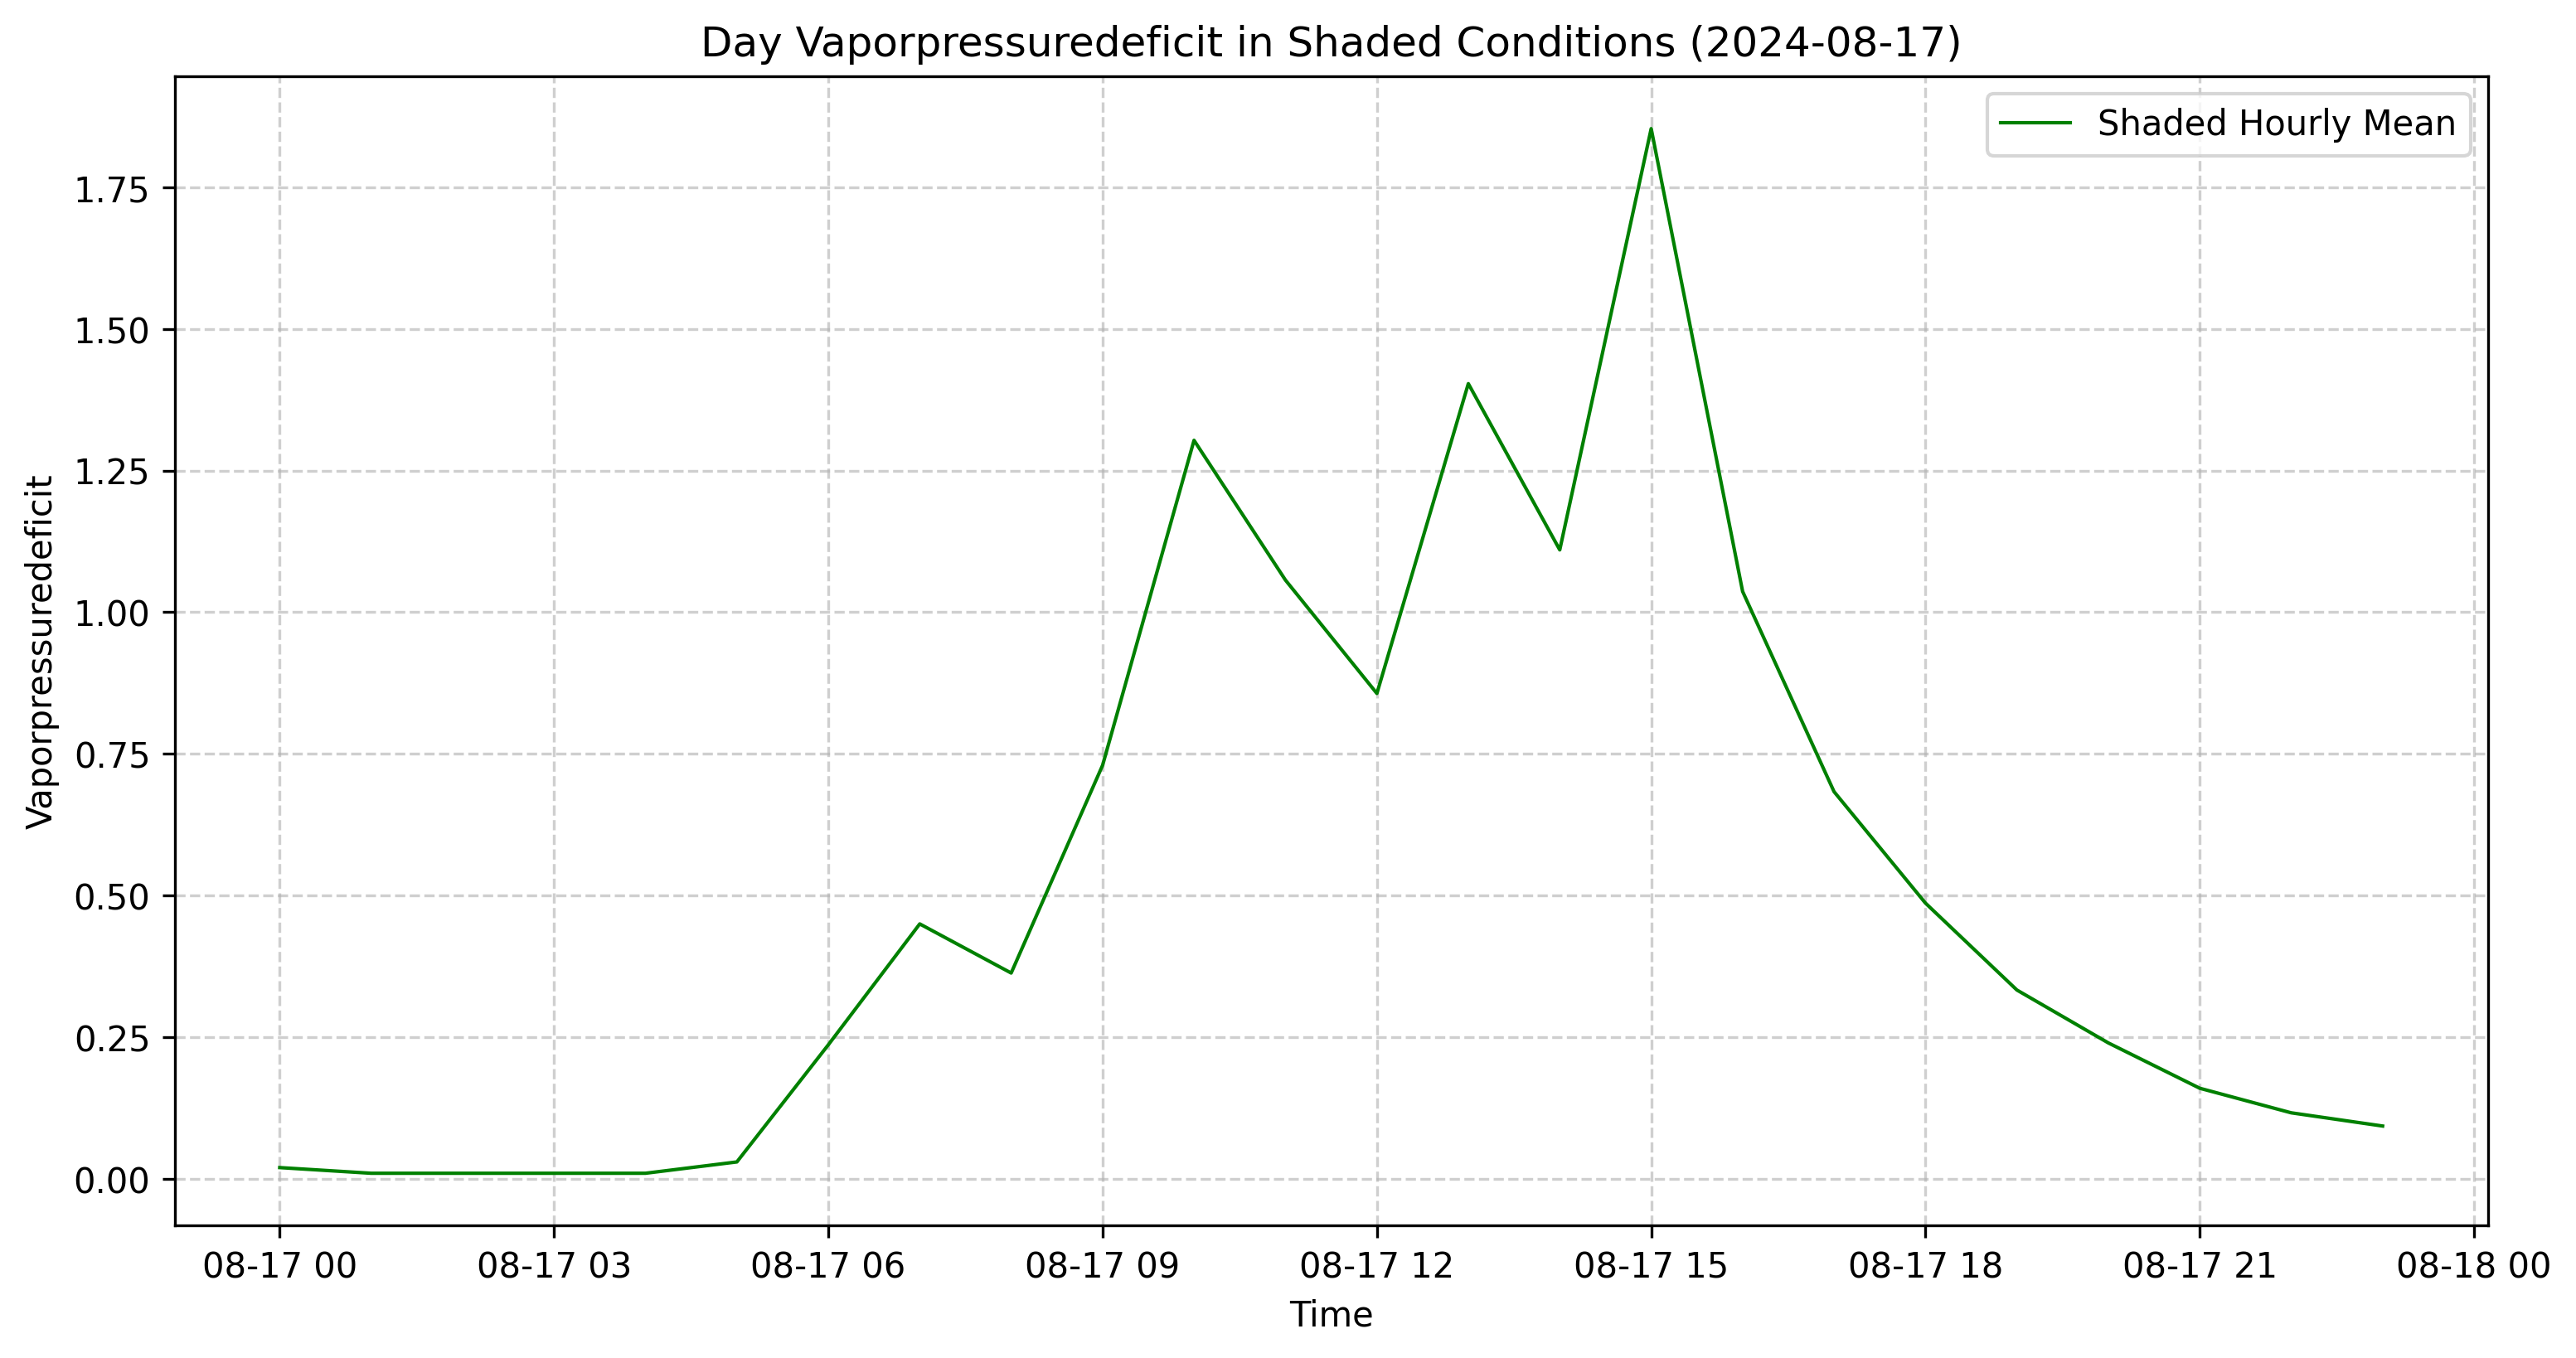 Day Vaporpressuredeficit in Shaded Conditions (2024-08-17)
Shaded Hourly Mean
Vaporpressuredeficit
1.75
1.50
1.25
1.00
0.75
0.50
0.25
0.00
08-17 00 08-17 03 08-17 06 08-17 09 08-17 12 08-17 15 08-17 18 08-17 21 08-18 00
Time